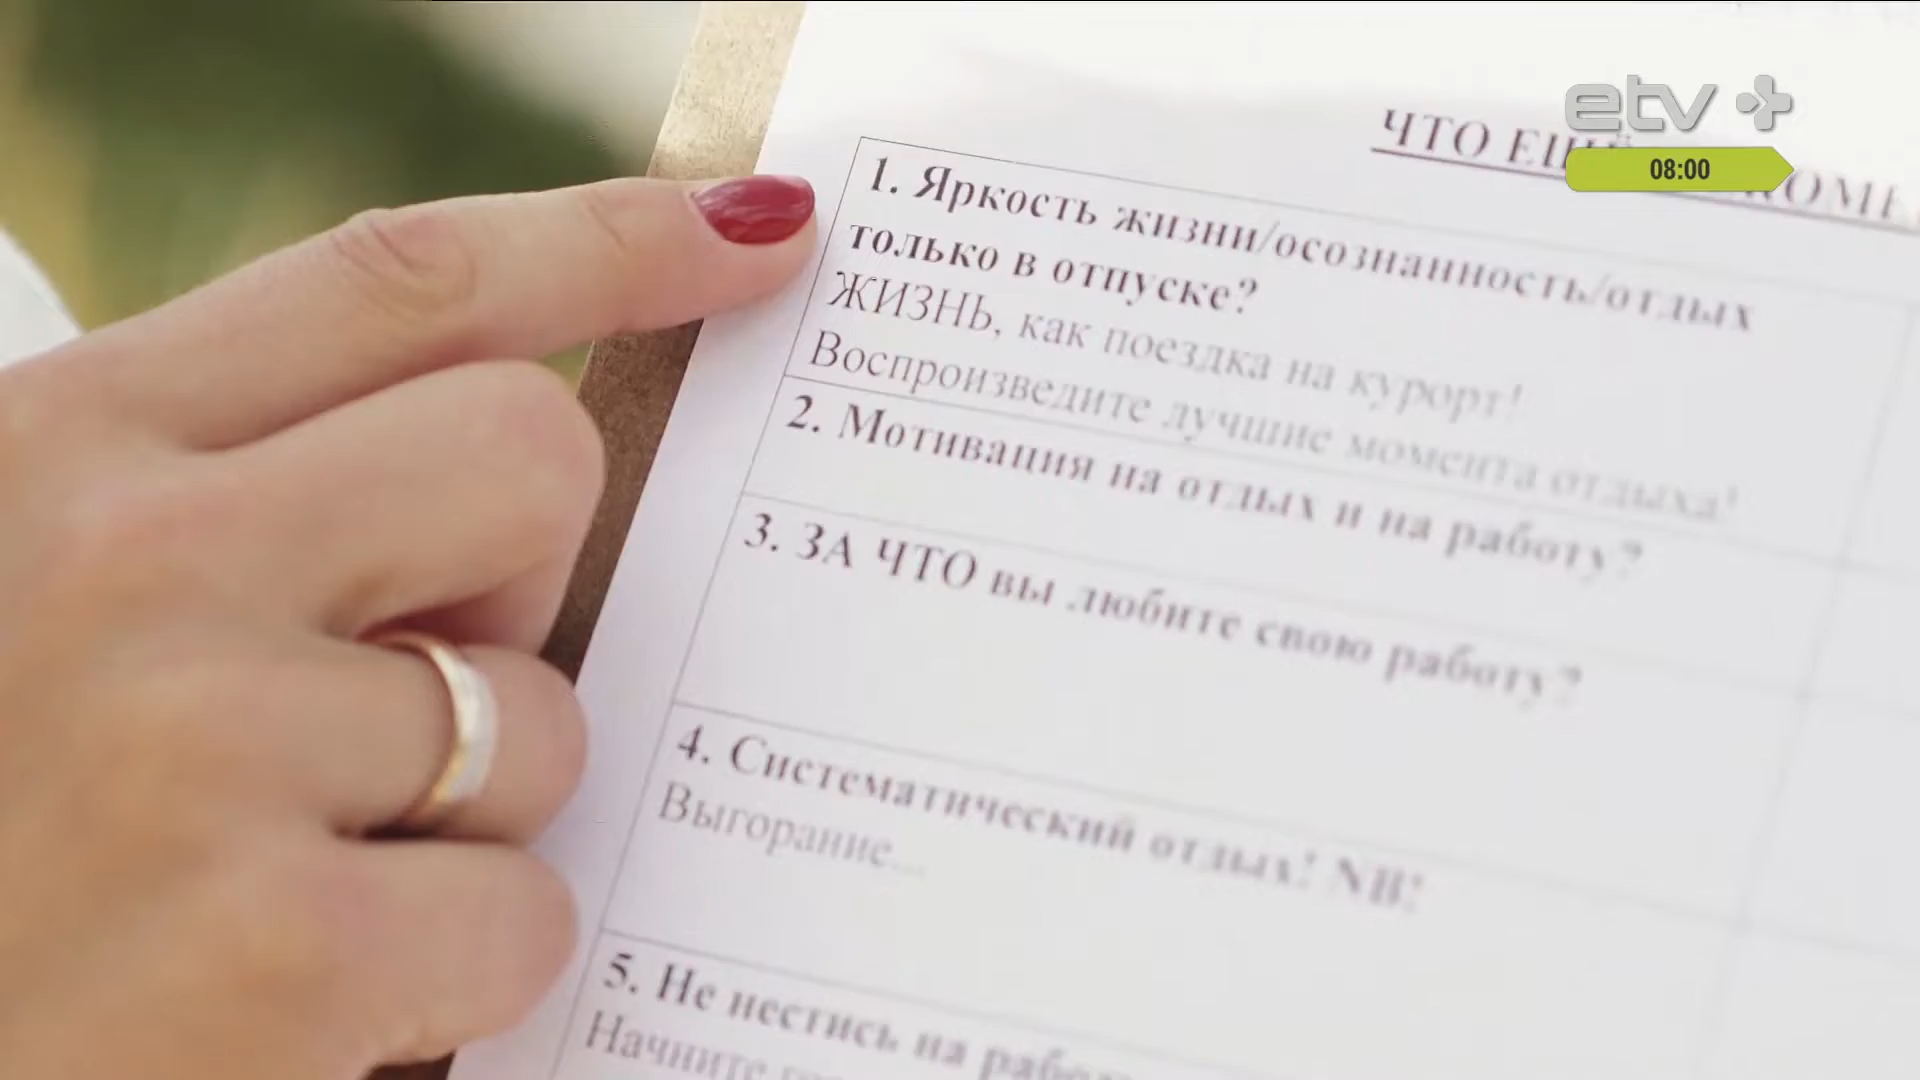 etv+
08:00
ЧТО
1. Яркость жизни/осознанность/отдых
только в отпуске?
ЖИЗНЬ, как поездка на курорт!
Воспроизведите лучшие момента отдыха!
2. Мотивация на отдых и на работу?
3. ЗА ЧТО вы любите свою работу?
4. Систематический отдых! NB!
Выгорание...
5. Не нестись на
Начните